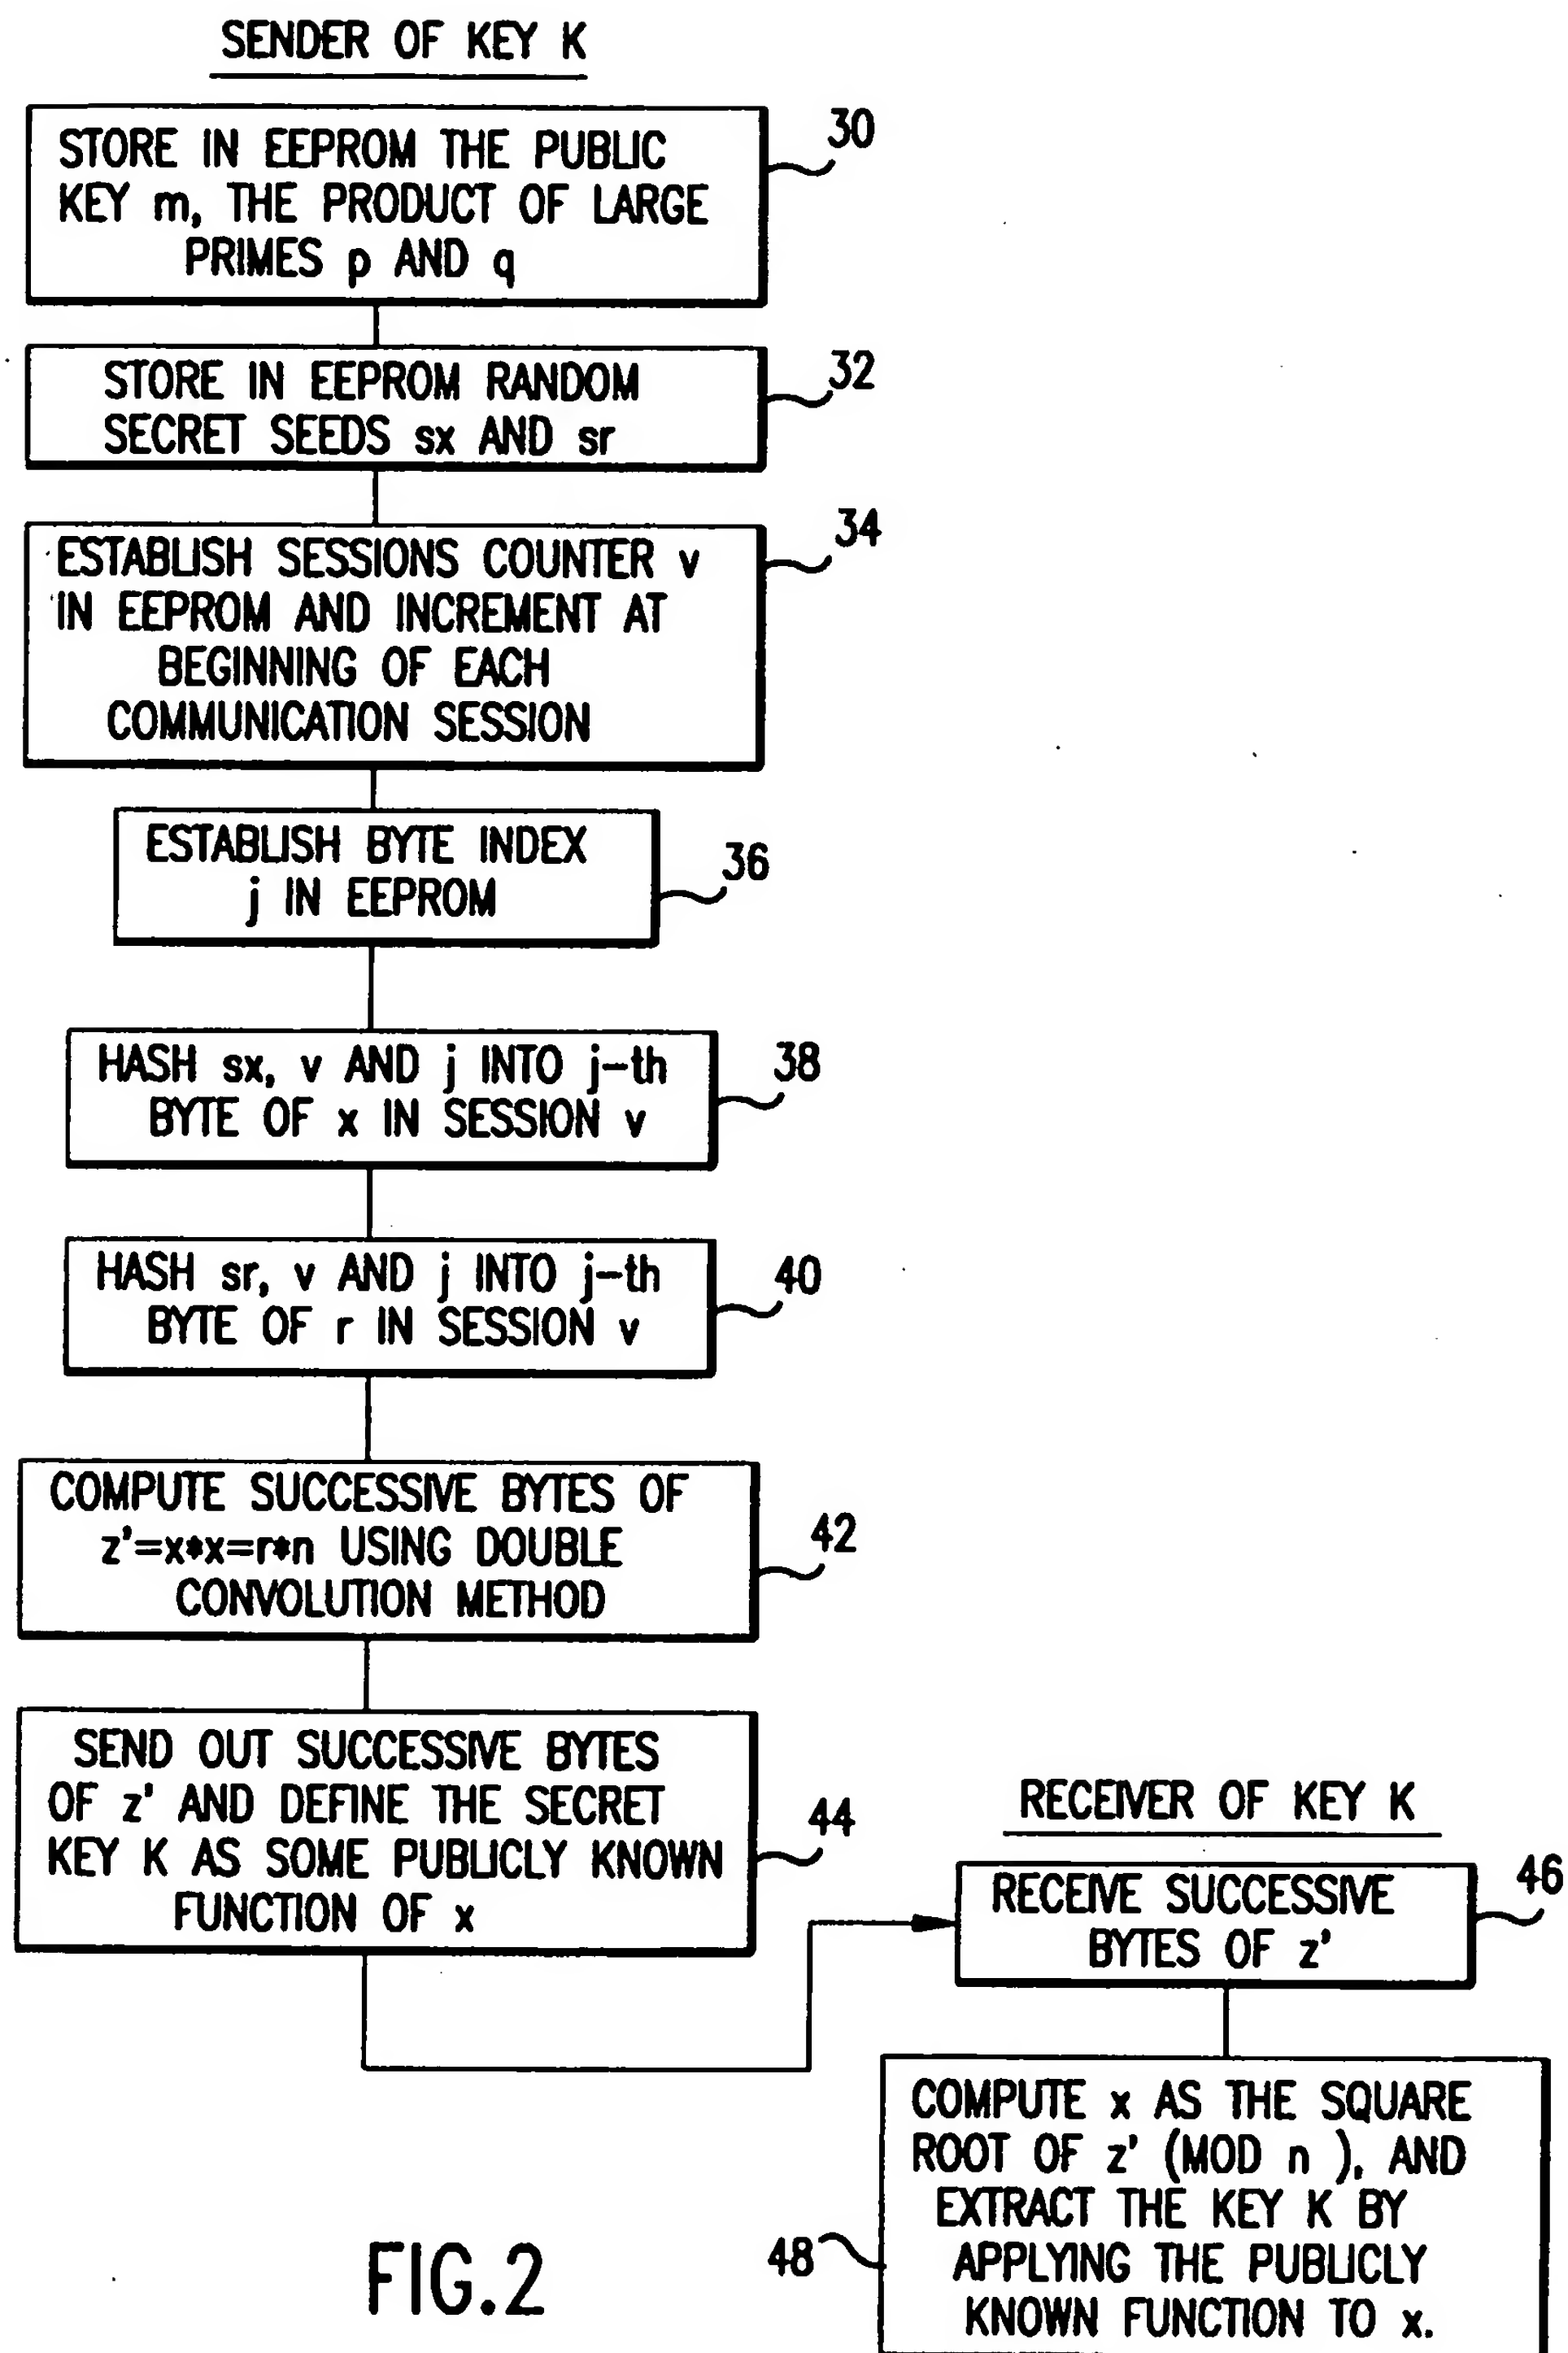 SENDER OF KEY K
STORE IN EEPROM THE PUBLIC
KEY m, THE PRODUCT OF LARGE
PRIMES p AND q
30
STORE IN EEPROM RANDOM
SECRET SEEDS sx AND sr
32
ESTABLISH SESSIONS COUNTER v
IN EEPROM AND INCREMENT AT
BEGINNING OF EACH
COMMUNICATION SESSION
34
ESTABLISH BYTE INDEX
j IN EEPROM
36
HASH sx, v AND j INTO j-th
BYTE OF x IN SESSION v
38
HASH sr, v AND j INTO j-th
BYTE OF r IN SESSION v
40
COMPUTE SUCCESSIVE BYTES OF
z'=x*x=r*n USING DOUBLE
CONVOLUTION METHOD
42
SEND OUT SUCCESSIVE BYTES
OF z' AND DEFINE THE SECRET
KEY K AS SOME PUBLICLY KNOWN
FUNCTION OF x
44
RECEIVER OF KEY K
RECEIVE SUCCESSIVE
BYTES OF z'
46
COMPUTE x AS THE SQUARE
ROOT OF z' (MOD n ), AND
EXTRACT THE KEY K BY
APPLYING THE PUBLICLY
KNOWN FUNCTION TO x.
48
FIG.2